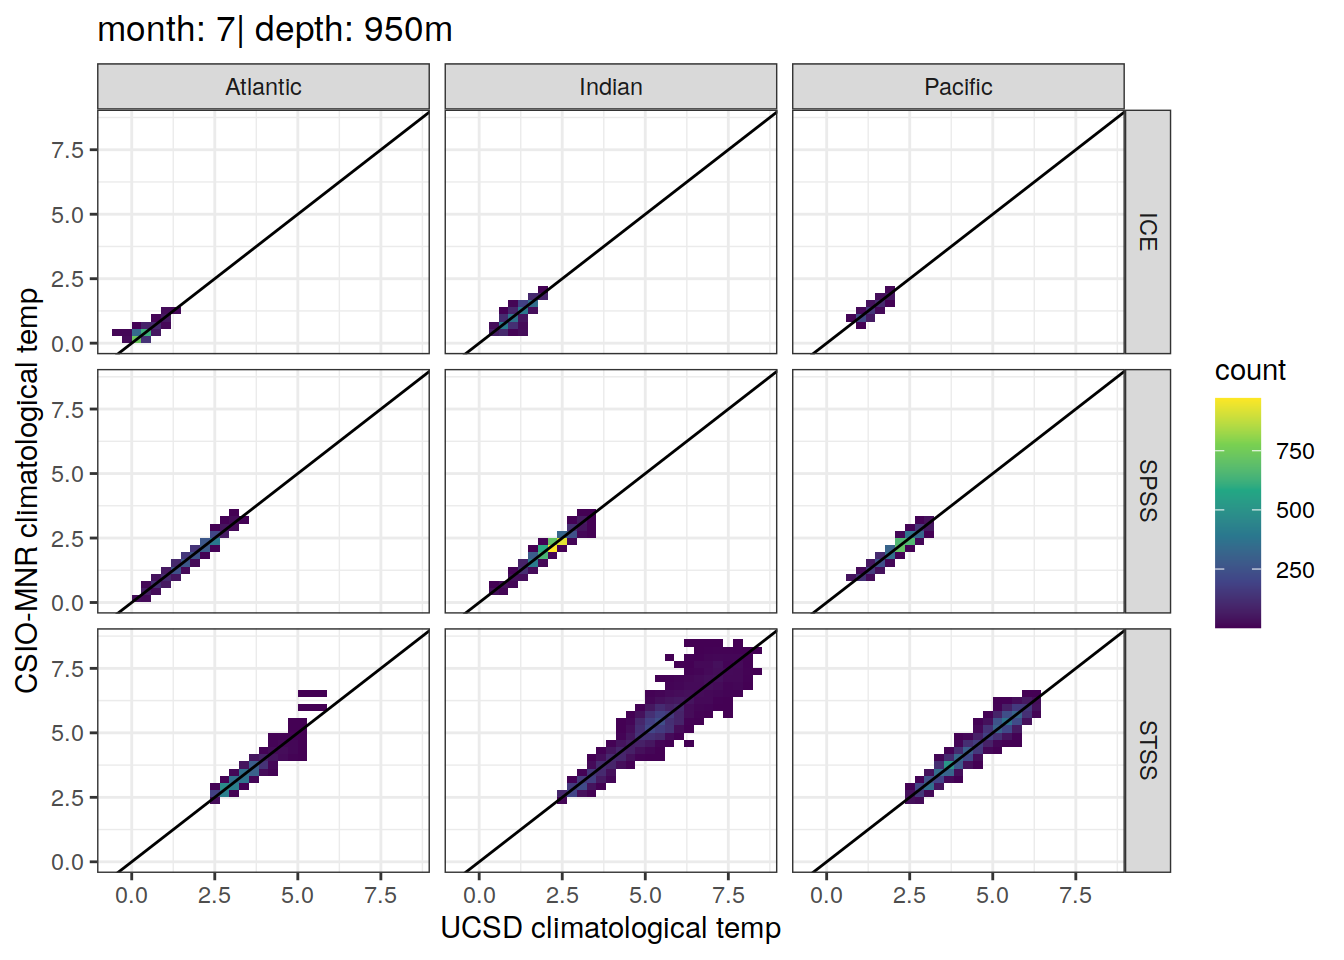 month: 7| depth: 950m
Atlantic
Indian
Pacific
7.5
5.0
2.5
0.0
ICE
7.5
5.0
2.5
0.0
SPSS
7.5
5.0
2.5
0.0
STSS
0.0
2.5
5.0
7.5
0.0
2.5
5.0
7.5
0.0
2.5
5.0
7.5
UCSD climatological temp
CSIO-MNR climatological temp
count
750
500
250